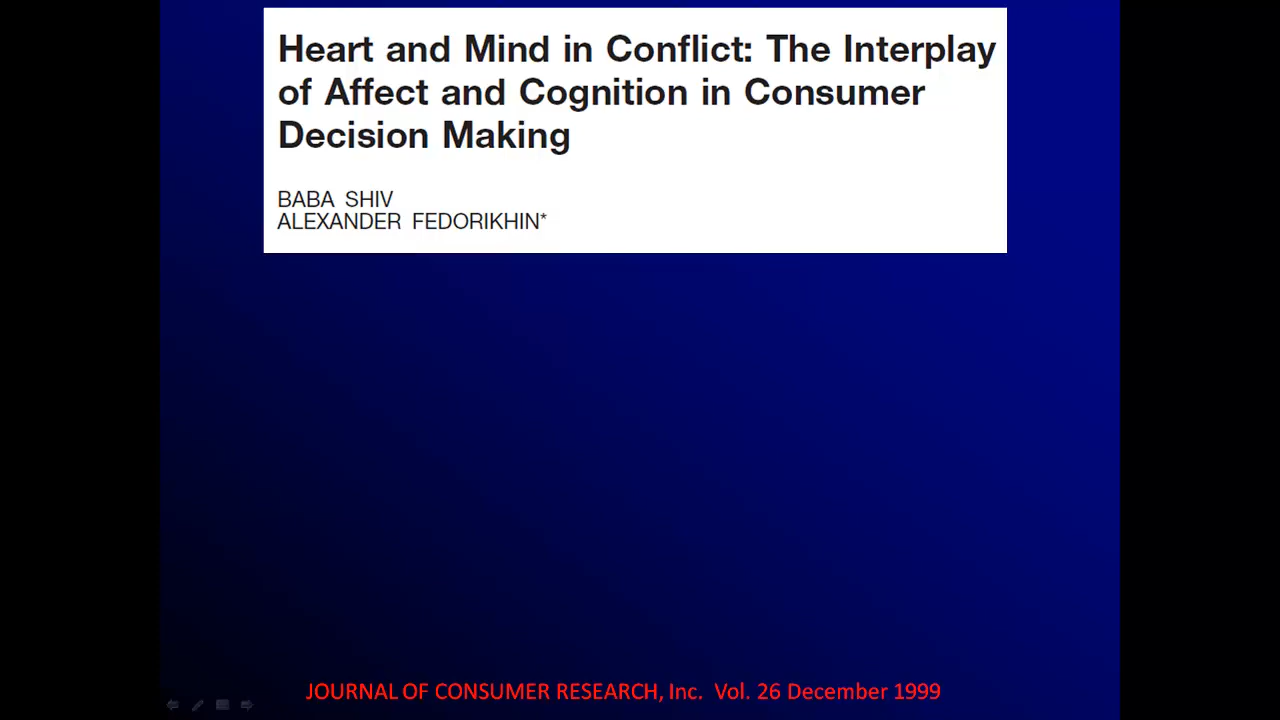 Heart and Mind in Conflict: The Interplay
of Affect and Cognition in Consumer
Decision Making
BABA SHIV
ALEXANDER FEDORIKHIN*
JOURNAL OF CONSUMER RESEARCH, Inc. Vol. 26 December 1999